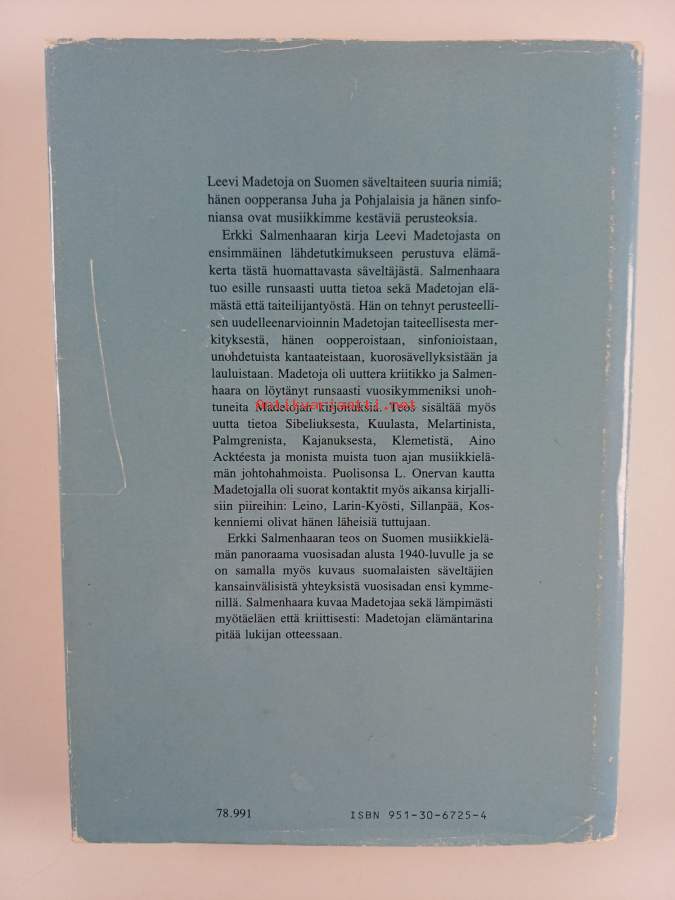 Leevi Madetoja on Suomen säveltaiteen suuria nimiä;
hänen oopperansa Juha ja Pohjalaisia ja hänen sinfo-
niansa ovat musiikkimme kestäviä perusteoksia.
Erkki Salmenhaaran kirja Leevi Madetojasta on
ensimmäinen lähdetutkimukseen perustuva elämä-
kerta tästä huomattavasta säveltäjästä. Salmenhaara
tuo esille runsaasti uutta tietoa sekä Madetojan elä-
mästä että taiteilijantyöstä. Hän on tehnyt perusteelli-
sen uudelleenarvioinnin Madetojan taiteellisesta mer-
kityksestä, hänen oopperoistaan, sinfonioistaan,
unohdetuista kantaateistaan, kuorosävellyksistään ja
lauluistaan. Madetoja oli uuttera kriitikko ja Salmen-
haara on löytänyt runsaasti vuosikymmeniksi unoh-
tuneita Madetojan kirjoituksia. Teos sisältää myös
Antikvariaatti.net
uutta tietoa Sibeliuksesta, Kuulasta, Melartinista,
Palmgrenista, Kajanuksesta, Klemetistä, Aino
Acktéesta ja monista muista tuon ajan musiikkielä-
män johtohahmoista. Puolisonsa L. Onervan kautta
Madetojalla oli suorat kontaktit myös aikansa kirjalli-
siin piireihin: Leino, Larin-Kyösti, Sillanpää, Kos-
kenniemi olivat hänen läheisiä tuttujaan.
Erkki Salmenhaaran teos on Suomen musiikkielä-
män panoraama vuosisadan alusta 1940-luvulle ja se
on samalla myös kuvaus suomalaisten säveltäjien
kansainvälisistä yhteyksistä vuosisadan ensi kymme-
nillä. Salmenhaara kuvaa Madetojaa sekä lämpimästi
myötäeläen että kriittisesti: Madetojan elämäntarina
pitää lukijan otteessaan.
78.991
ISBN 951-30-6725-4